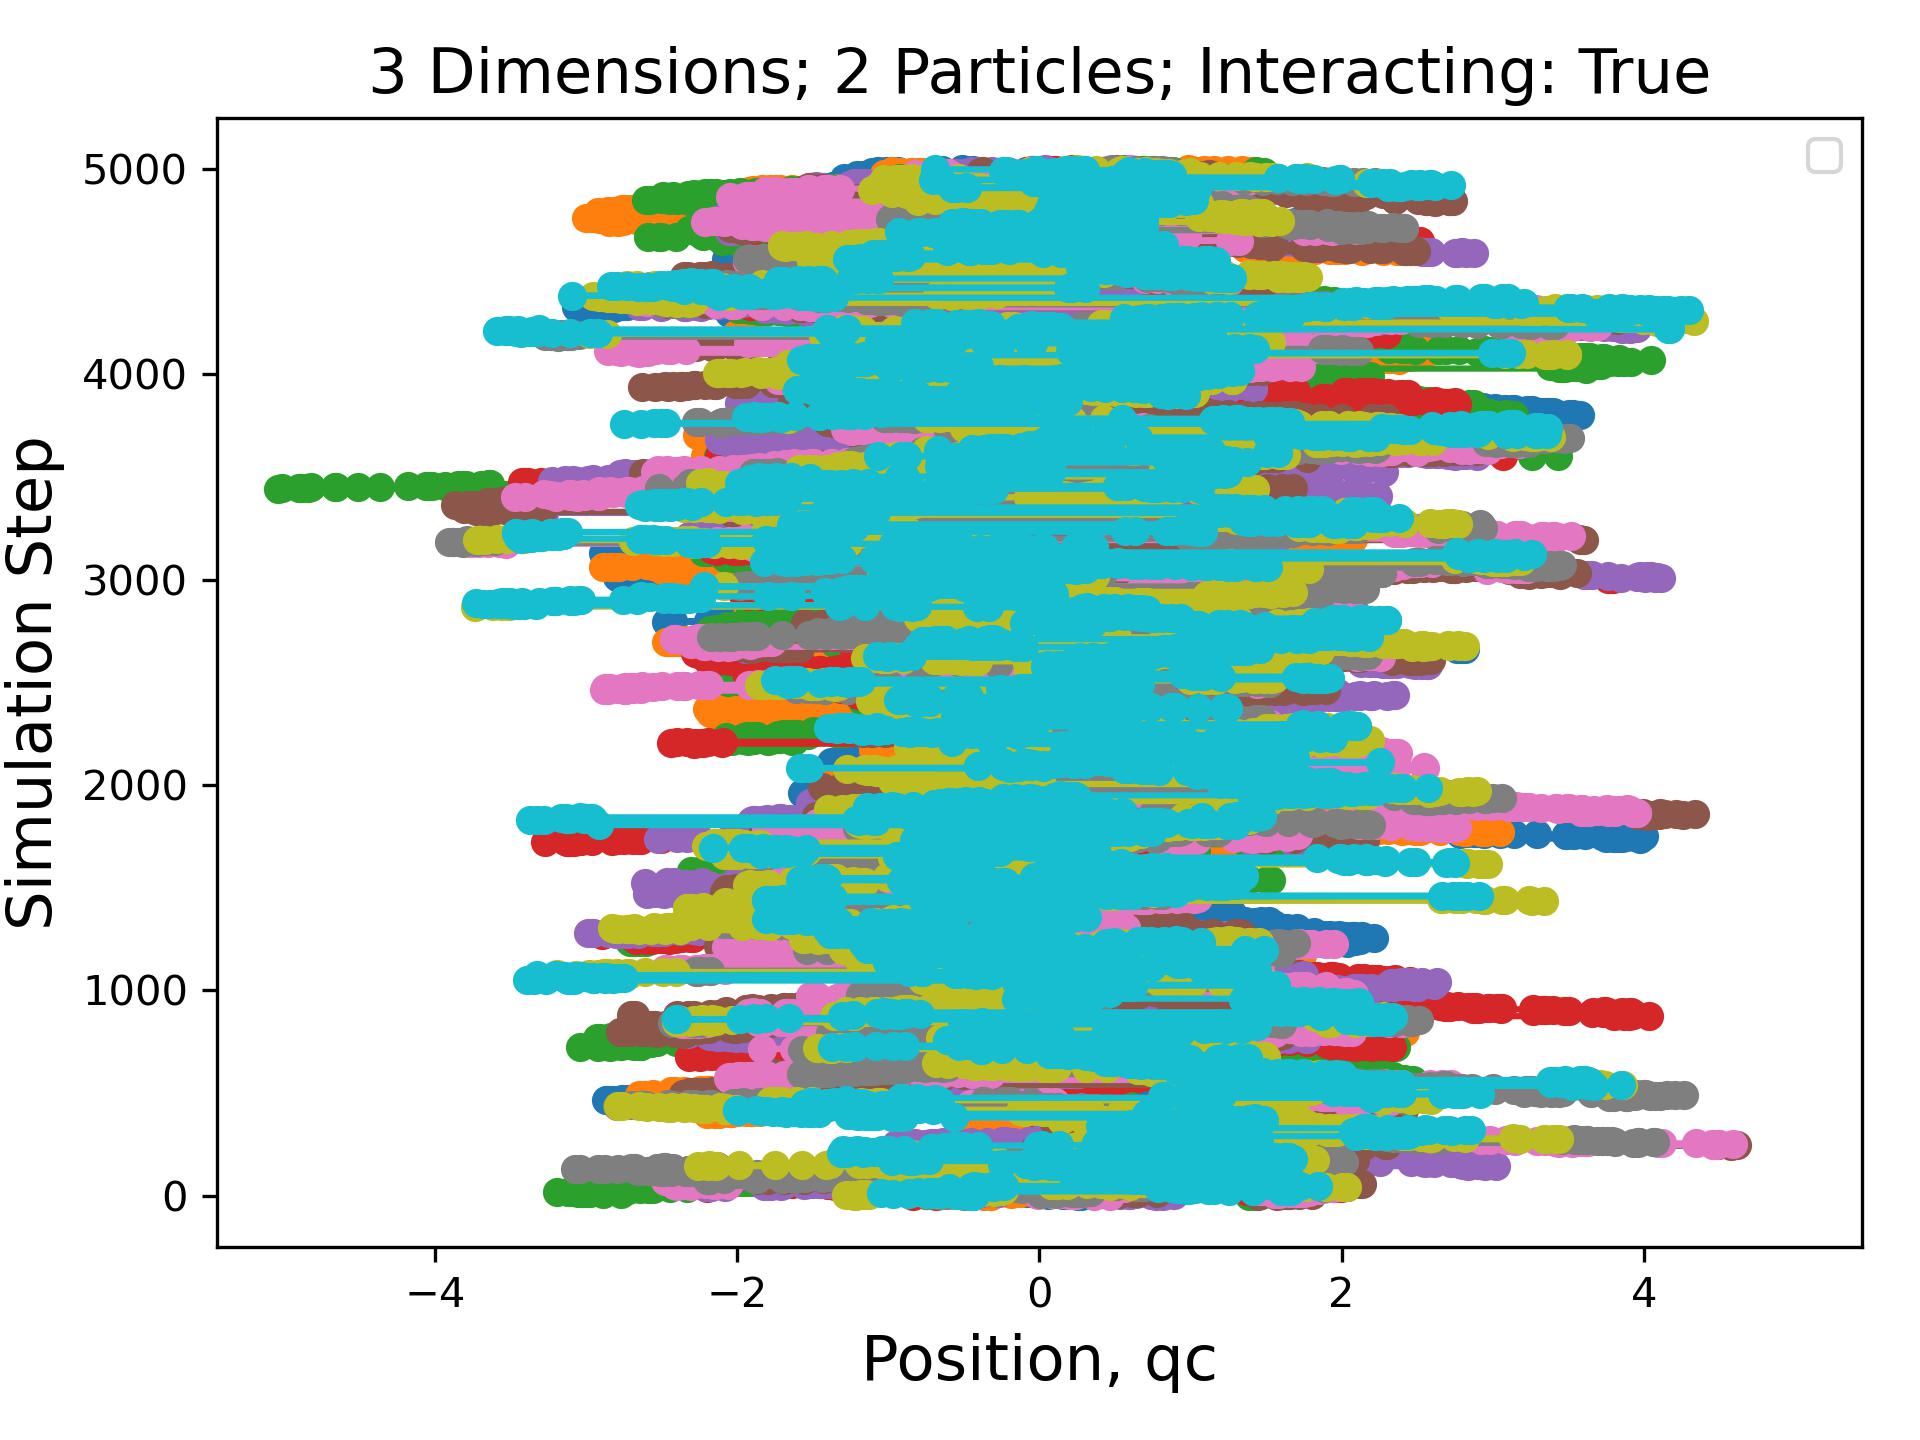 3 Dimensions; 2 Particles; Interacting: True
5000
4000
3000
2000
1000
0
Simulation Step
−4 −2 0 2 4
Position, qc